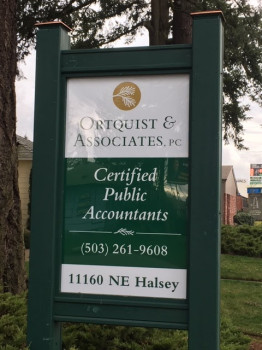 Ortquist &
Associates, PC
Certified
Public
Accountants
(503) 261-9608
11160 NE Halsey